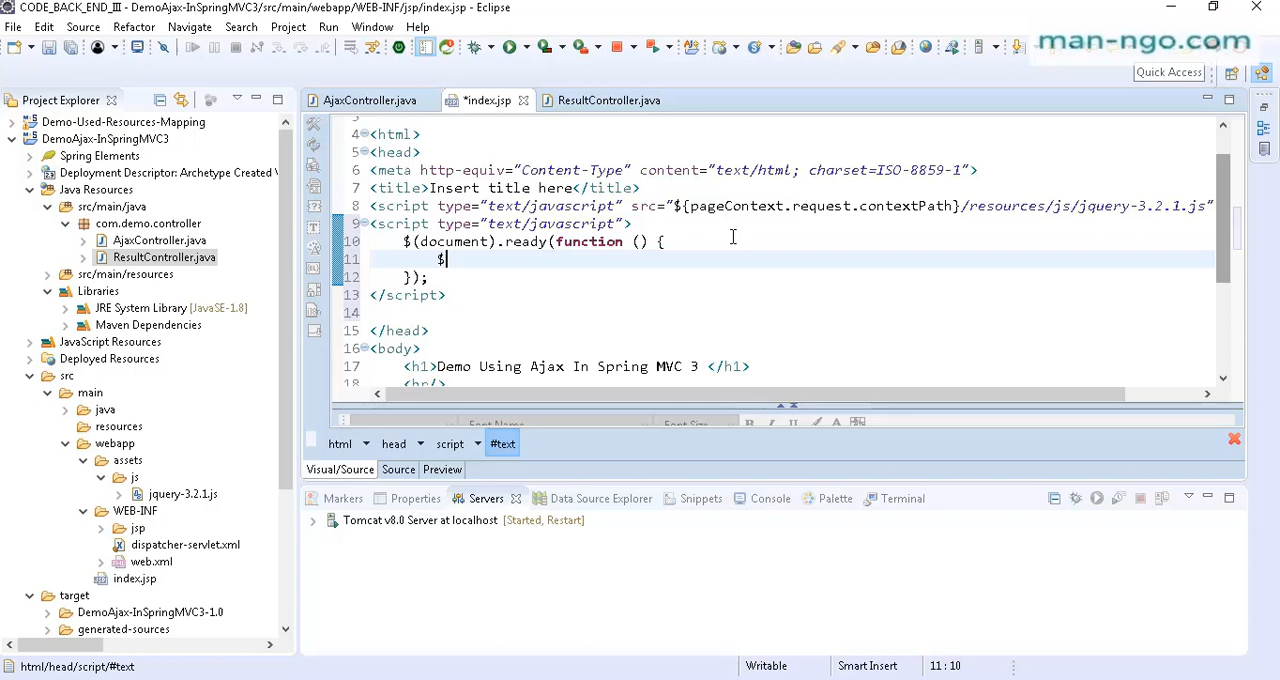 CODE_BACK_END_III - DemoAjax-InSpringMVC3/src/main/webapp/WEB-INF/jsp/index.jsp - Eclipse
File Edit Source Refactor Navigate Search Project Run Window Help
man-ngo.com
Quick Access
Project Explorer
AjaxController.java
*index.jsp
ResultController.java
Demo-Used-Resources-Mapping
DemoAjax-InSpringMVC3
Spring Elements
Deployment Descriptor: Archetype Created
Java Resources
src/main/java
com.demo.controller
AjaxController.java
ResultController.java
src/main/resources
Libraries
JRE System Library [JavaSE-1.8]
Maven Dependencies
JavaScript Resources
Deployed Resources
src
main
java
resources
webapp
assets
js
jquery-3.2.1.js
WEB-INF
jsp
dispatcher-servlet.xml
web.xml
index.jsp
target
DemoAjax-InSpringMVC3-1.0
generated-sources
4 <html>
5 <head>
6 <meta http-equiv="Content-Type" content="text/html; charset=ISO-8859-1">
7 <title>Insert title here</title>
8 <script type="text/javascript" src="${pageContext.request.contextPath}/resources/js/jquery-3.2.1.js"
9 <script type="text/javascript">
10 $(document).ready(function () {
11 $
12 });
13 </script>
14
15 </head>
16 <body>
17 <h1>Demo Using Ajax In Spring MVC 3 </h1>
18 <hr/>
Font Name Font Size B I U
html head script #text
Visual/Source Source Preview
Markers Properties Servers Data Source Explorer Snippets Console Palette Terminal
Tomcat v8.0 Server at localhost [Started, Restart]
html/head/script/#text
Writable
Smart Insert
11 : 10